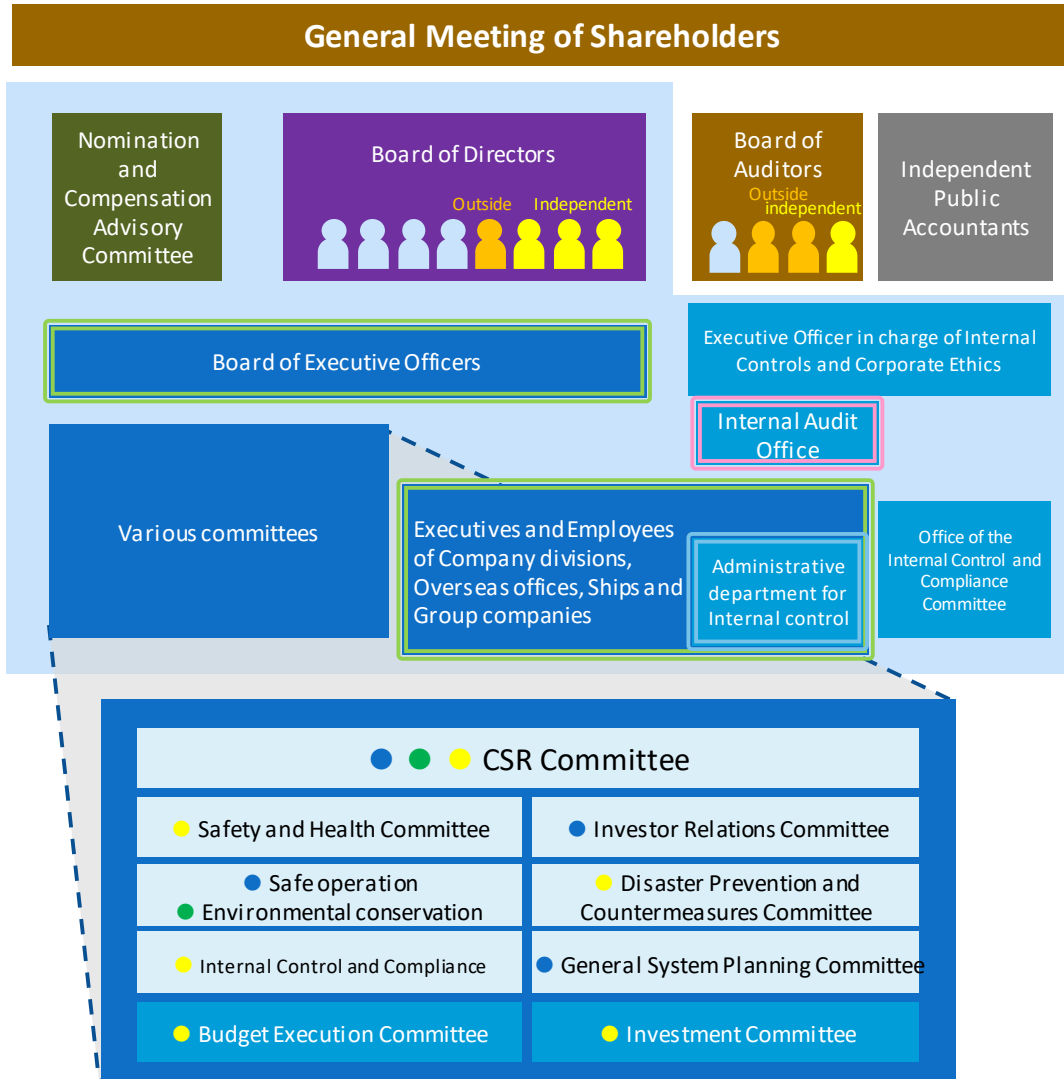 General Meeting of Shareholders
Nomination
and
Compensation
Advisory
Committee
Board of Directors
Outside
Independent
Board of
Auditors
Outside
independent
Independent
Public
Accountants
Board of Executive Officers
Executive Officer in charge of Internal
Controls and Corporate Ethics
Internal Audit
Office
Various committees
Executives and Employees
of Company divisions,
Overseas offices, Ships and
Group companies
Administrative
department for
Internal control
Office of the
Internal Control and
Compliance
Committee
CSR Committee
Safety and Health Committee
Investor Relations Committee
Safe operation
Environmental conservation
Disaster Prevention and
Countermeasures Committee
Internal Control and Compliance
General System Planning Committee
Budget Execution Committee
Investment Committee